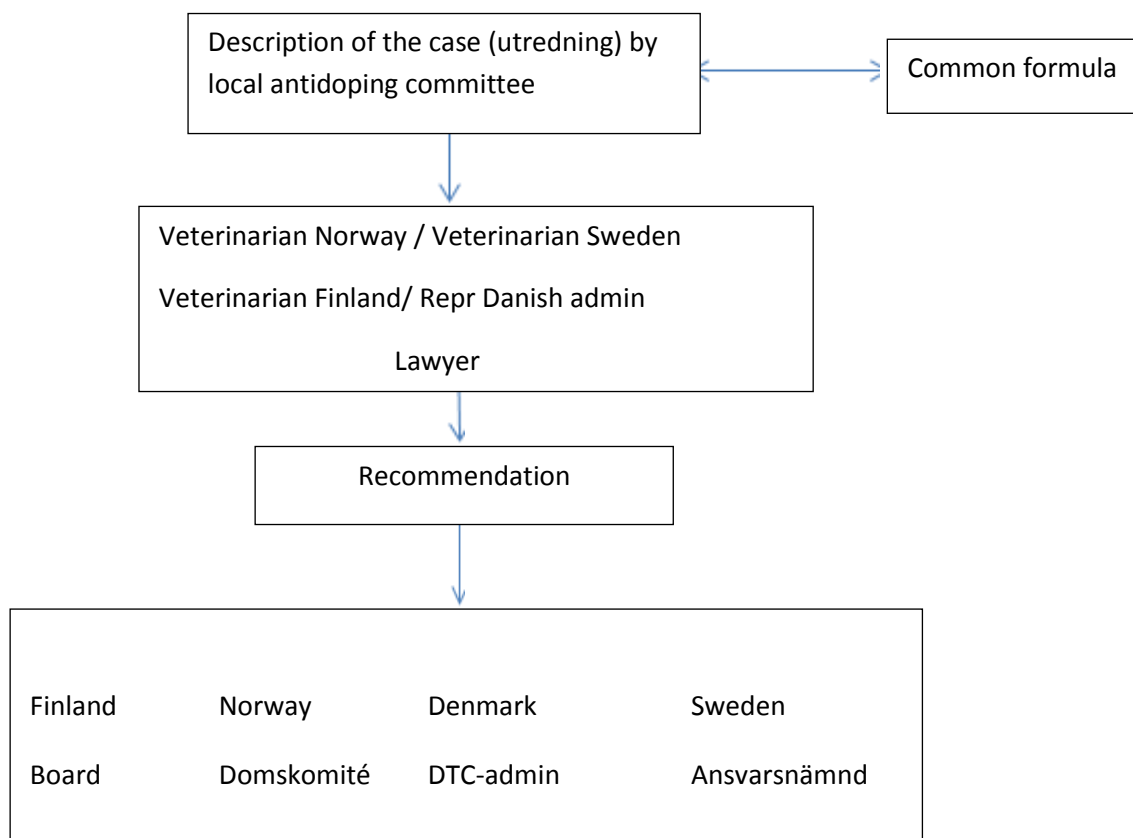 Description of the case (utredning) by
local antidoping committee
Common formula
Veterinarian Norway / Veterinarian Sweden
Veterinarian Finland/ Repr Danish admin
Lawyer
Recommendation
Finland Norway Denmark Sweden
Board Domskomité DTC-admin Ansvarsnämnd